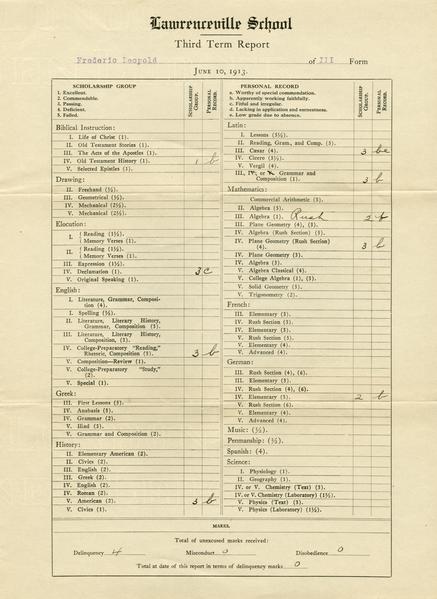 Lawrenceville School
Third Term Report
Frederic Leopold of III Form
June 10, 1913.
SCHOLARSHIP GROUP
1. Excellent.
2. Commendable.
3. Passing.
4. Deficient.
5. Failed.
SCHOLARSHIP GROUP.
PERSONAL RECORD.
Biblical Instruction:
I. Life of Christ (1).
II. Old Testament Stories (1).
III. The Acts of the Apostles (1).
IV. Old Testament History (1). 1 b
V. Selected Epistles (1).
Drawing:
II. Freehand (½).
III. Geometrical (½).
IV. Mechanical (2½).
V. Mechanical (2½).
Elocution:
I. { Reading (1½).
{ Memory Verses (1).
II. { Reading (1½).
{ Memory Verses (1).
III. Expression (1½).
IV. Declamation (1). 3 c
V. Original Speaking (1).
English:
I. Literature, Grammar, Composition (4).
I. Spelling (½).
II. Literature, Literary History, Grammar, Composition (3).
III. Literature, Literary History, Composition (3).
IV. College-Preparatory "Reading," Rhetoric, Composition (3). 3 b
V. Composition—Review (1).
V. College-Preparatory "Study," (2).
V. Special (1).
Greek:
III. First Lessons (5).
IV. Anabasis (5).
IV. Grammar (2).
V. Iliad (5).
V. Grammar and Composition (2).
History:
II. Elementary American (2).
II. Civics (2).
III. English (2).
III. Greek (2).
IV. English (2).
IV. Roman (2).
V. American (2). 3 b
V. Civics (1).
PERSONAL RECORD
a. Worthy of special commendation.
b. Apparently working faithfully.
c. Fitful and irregular.
d. Lacking in application and earnestness.
e. Low grade due to absence.
SCHOLARSHIP GROUP.
PERSONAL RECORD.
Latin:
I. Lessons (5½).
II. Reading, Gram., and Comp. (5).
III. Cæsar (4). 3
IV. Cicero (3½).
V. Vergil (4).
III, IV, or V Grammar and Composition (1). 3 b
Mathematics:
Commercial Arithmetic (3).
II. Algebra (5).
III. Algebra (1). Rush
III. Plane Geometry (4), (3).
IV. Algebra (Rush Section) (3).
IV. Plane Geometry (Rush Section) (4). 3 b
IV. Plane Geometry (3).
IV. Algebra (3).
V. Algebra Classical (4).
V. College Algebra (1), (3).
V. Solid Geometry (3).
V. Trigonometry (2).
French:
III. Elementary (3).
IV. Rush Section (3).
IV. Elementary (3).
V. Rush Section (3).
V. Elementary (4).
V. Advanced (4).
German:
III. Rush Section (4), (6).
III. Elementary (3).
IV. Rush Section (4), (6).
IV. Elementary (3). 2 b
V. Rush Section (6).
V. Elementary (4).
V. Advanced (4).
Music: (½).
Penmanship: (½).
Spanish: (4).
Science:
I. Physiology (1).
II. Geography (3).
IV. or V. Chemistry (Text) (3).
IV. or V. Chemistry (Laboratory) (1½).
V. Physics (Text) (3).
V. Physics (Laboratory) (1½).
MARKS.
Total of unexcused marks received:
Delinquency 4 Misconduct 0 Disobedience 0
Total at date of this report in terms of delinquency marks 0